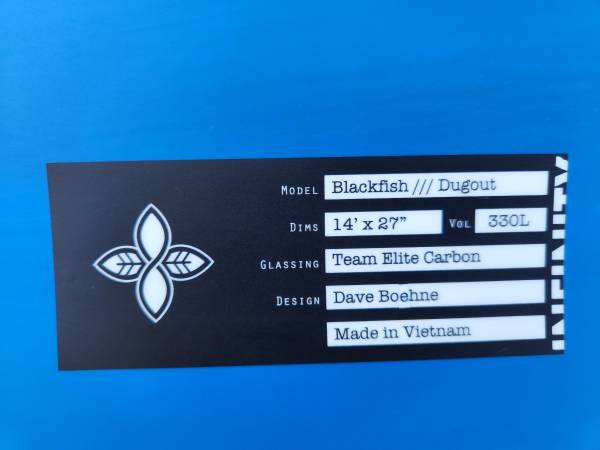 Model Blackfish /// Dugout
Dims 14' x 27" Vol 330L
Glassing Team Elite Carbon
Design Dave Boehne
Made in Vietnam
INFINITY